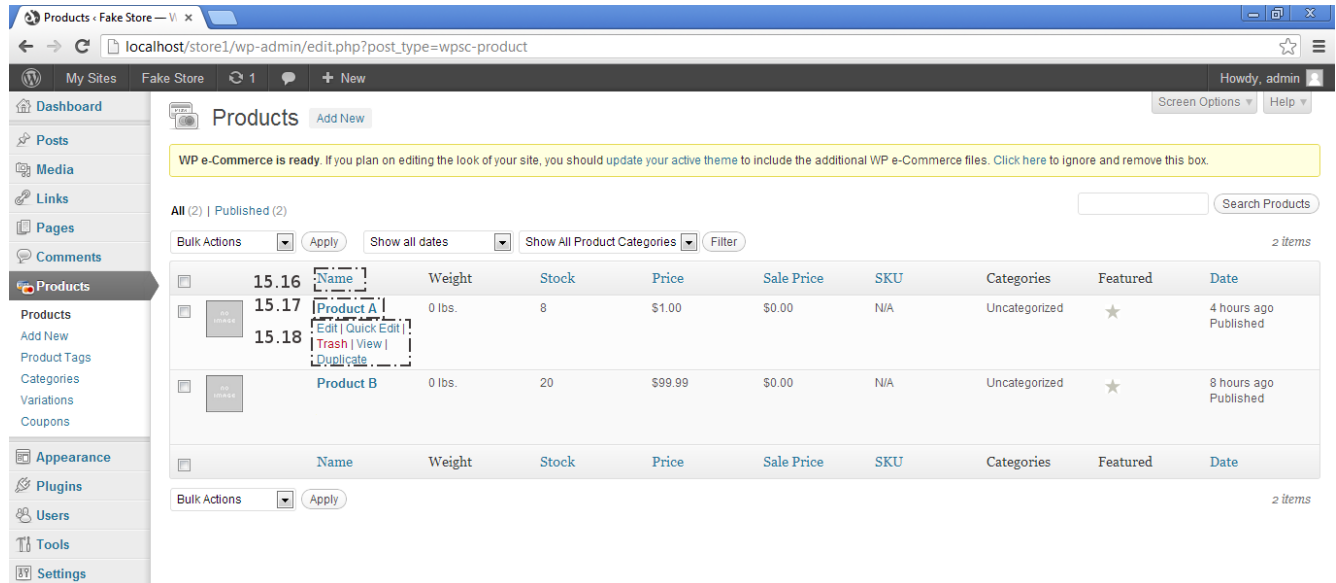 Products ‹ Fake Store — W
localhost/store1/wp-admin/edit.php?post_type=wpsc-product
My Sites Fake Store 1 + New Howdy, admin
Screen Options Help
Dashboard
Posts
Media
Links
Pages
Comments
Products
Products
Add New
Product Tags
Categories
Variations
Coupons
Appearance
Plugins
Users
Tools
Settings
Products Add New
WP e-Commerce is ready. If you plan on editing the look of your site, you should update your active theme to include the additional WP e-Commerce files. Click here to ignore and remove this box.
All (2) | Published (2)
Search Products
Bulk Actions Apply Show all dates Show All Product Categories Filter 2 items
15.16 Name Weight Stock Price Sale Price SKU Categories Featured Date
15.17 Product A 0 lbs. 8 $1.00 $0.00 N/A Uncategorized 4 hours ago
Published
15.18 Edit | Quick Edit |
Trash | View |
Duplicate
Product B 0 lbs. 20 $99.99 $0.00 N/A Uncategorized 8 hours ago
Published
Name Weight Stock Price Sale Price SKU Categories Featured Date
Bulk Actions Apply 2 items